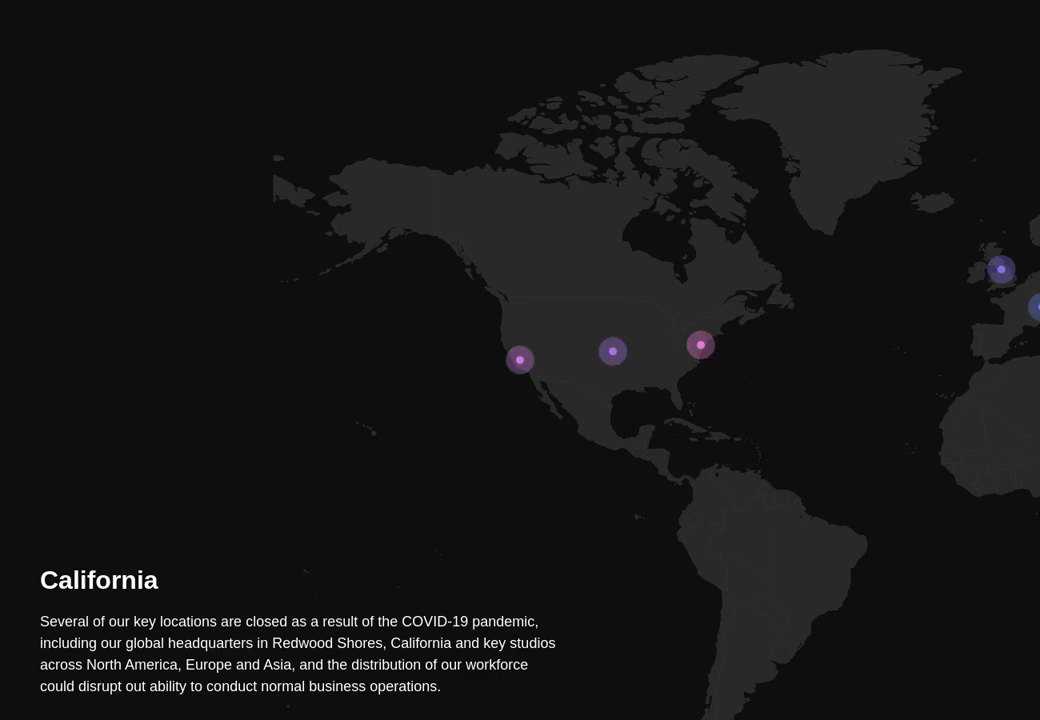 California
Several of our key locations are closed as a result of the COVID-19 pandemic,
including our global headquarters in Redwood Shores, California and key studios
across North America, Europe and Asia, and the distribution of our workforce
could disrupt out ability to conduct normal business operations.